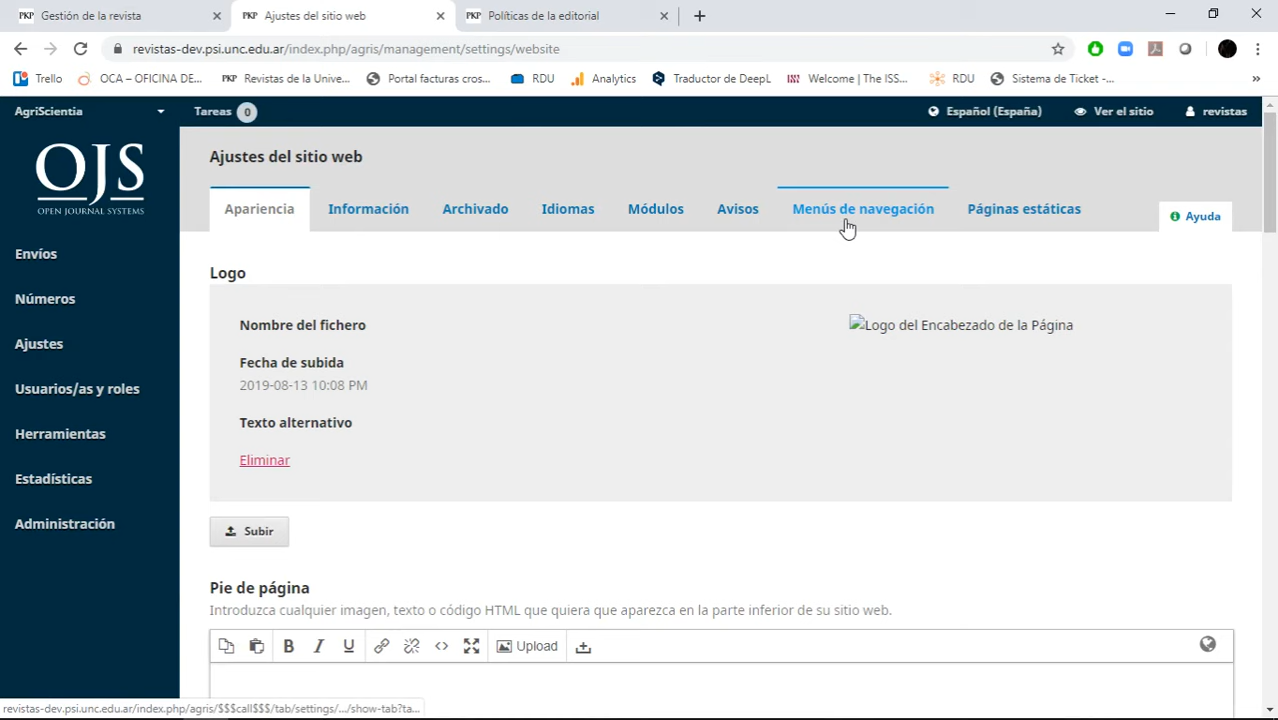 PKP Gestión de la revista
PKP Ajustes del sitio web
PKP Políticas de la editorial
revistas-dev.psi.unc.edu.ar/index.php/agris/management/settings/website
Trello
OCA – OFICINA DE...
PKP Revistas de la Unive...
Portal facturas cros...
RDU
Analytics
Traductor de DeepL
Welcome | The ISS...
RDU
Sistema de Ticket -...
»
AgriScientia
Tareas 0
Español (España)
Ver el sitio
revistas
OJS
OPEN JOURNAL SYSTEMS
Envíos
Números
Ajustes
Usuarios/as y roles
Herramientas
Estadísticas
Administración
Ajustes del sitio web
Apariencia
Información
Archivado
Idiomas
Módulos
Avisos
Menús de navegación
Páginas estáticas
Ayuda
Logo
Nombre del fichero
Logo del Encabezado de la Página
Fecha de subida
2019-08-13 10:08 PM
Texto alternativo
Eliminar
Subir
Pie de página
Introduzca cualquier imagen, texto o código HTML que quiera que aparezca en la parte inferior de su sitio web.
B I U Upload
revistas-dev.psi.unc.edu.ar/index.php/agris/$$$call$$$/tab/settings/.../show-tab?ta...